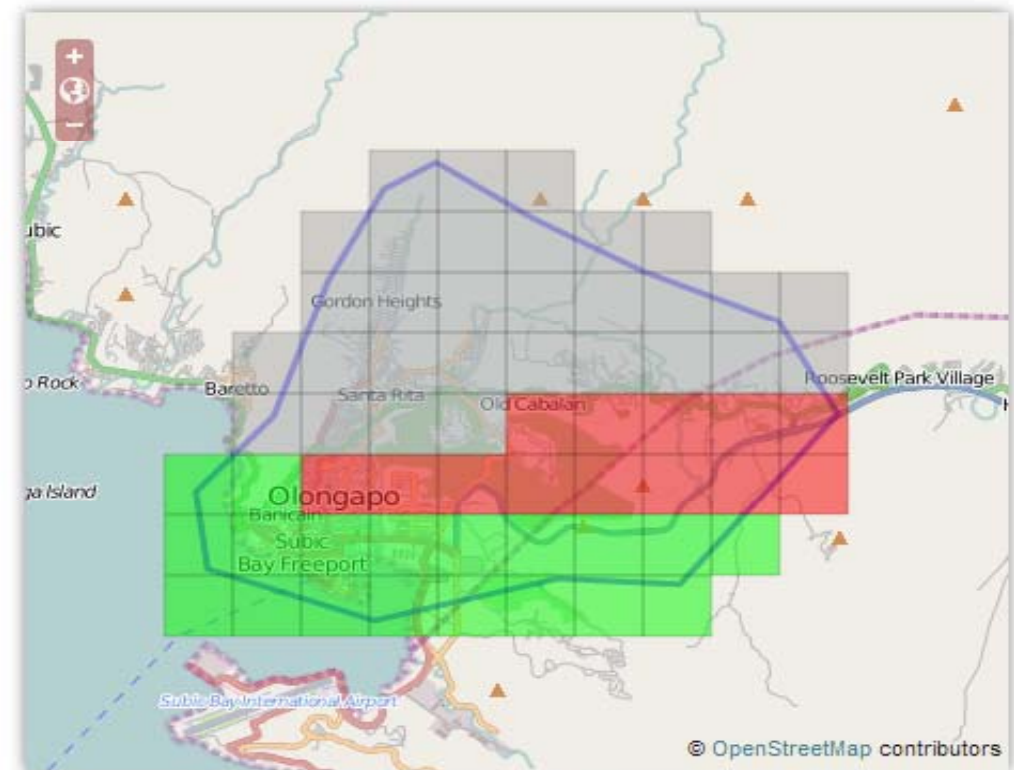 +
−
ubic
Gordon Heights
o Rock
Baretto
Santa Rita
Old Cabalan
Roosevelt Park Village
H
ga Island
Olongapo
Banicain
Subic
Bay Freeport
Subic Bay International Airport
© OpenStreetMap contributors